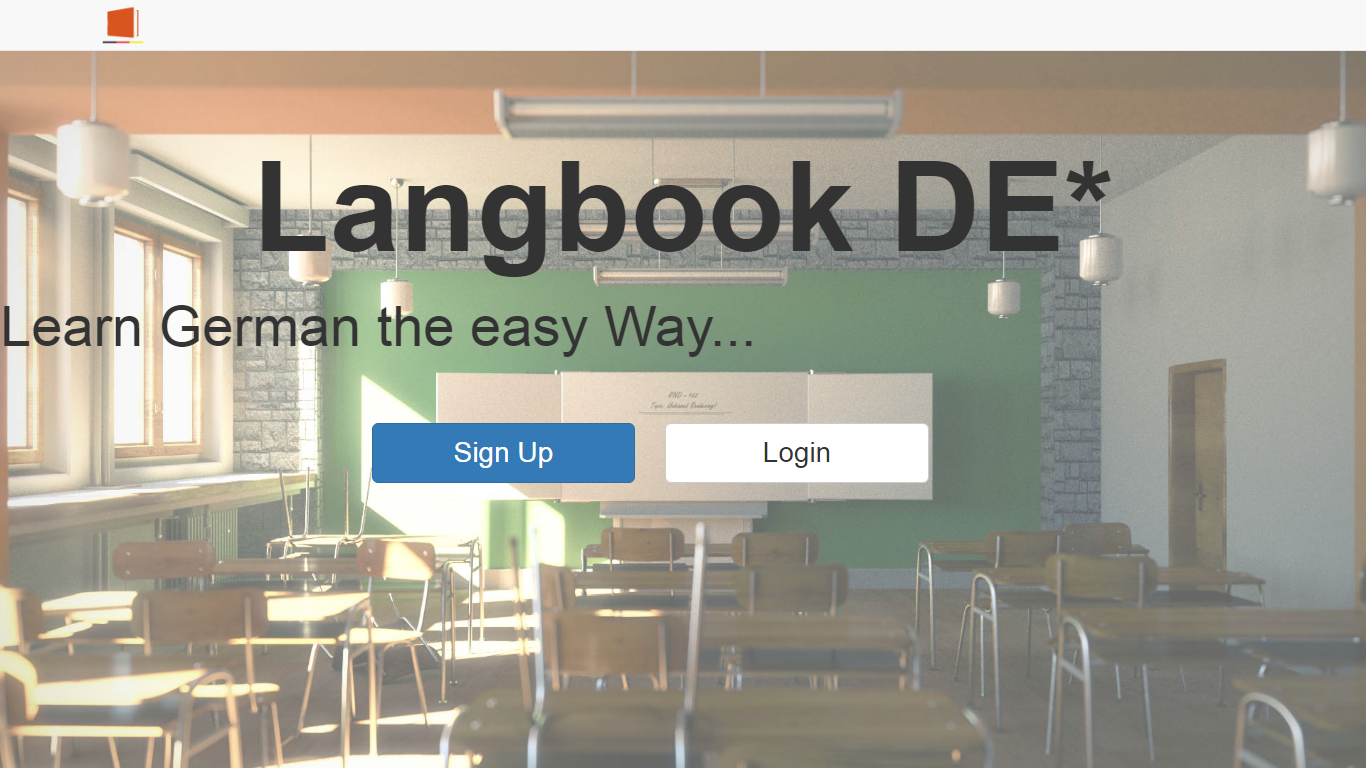 Langbook DE*
Learn German the easy Way...
Sign Up
Login